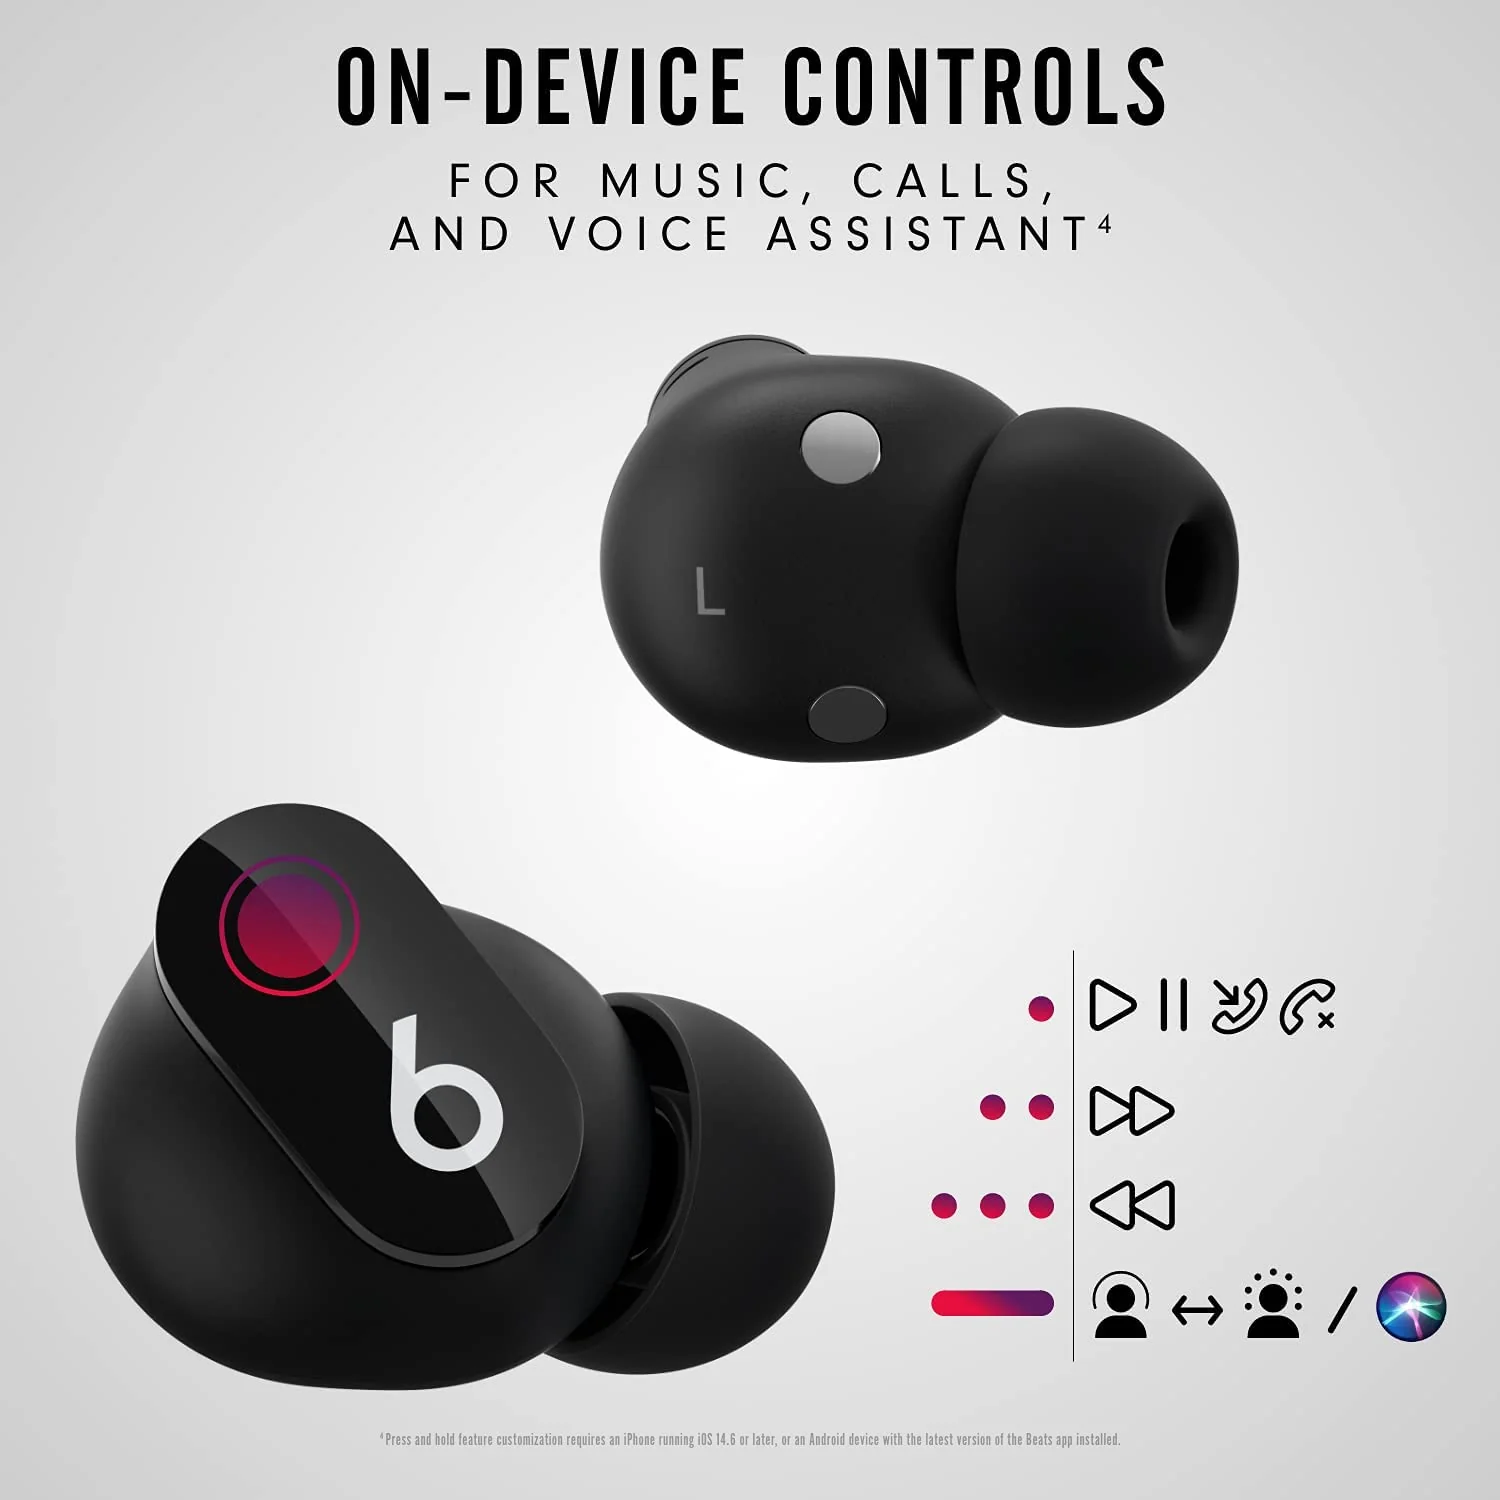 ON-DEVICE CONTROLS
FOR MUSIC, CALLS,
AND VOICE ASSISTANT⁴
L
b
⁴Press and hold feature customization requires an iPhone running iOS 14.6 or later, or an Android device with the latest version of the Beats app installed.